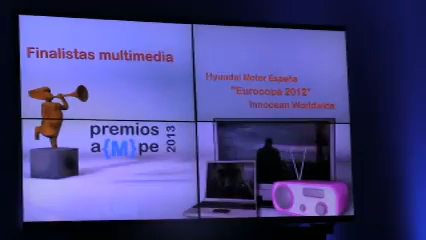 Finalistas multimedia
Hyundai Motor España
"Eurocopa 2012"
Innocean Worldwide
premios
a{M}pe
2013